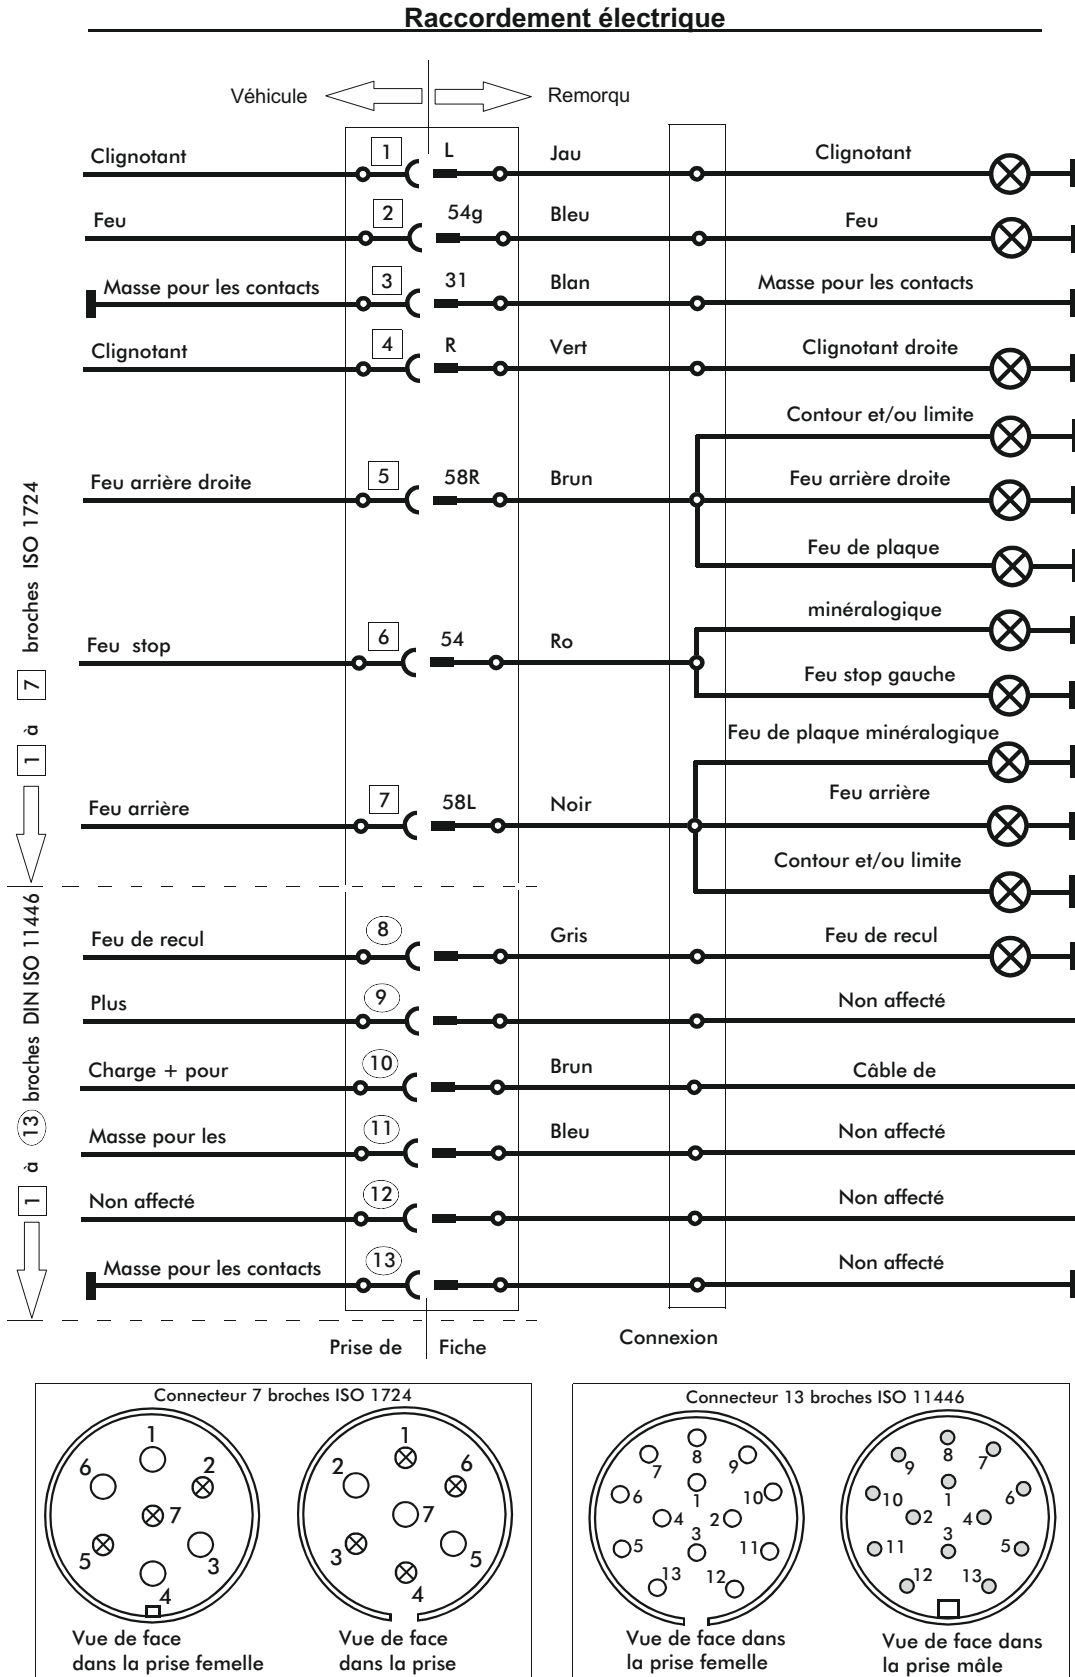 Raccordement électrique
Véhicule
Remorqu
Clignotant 1 L Jau Clignotant
Feu 2 54g Bleu Feu
Masse pour les contacts 3 31 Blan Masse pour les contacts
Clignotant 4 R Vert Clignotant droite
Contour et/ou limite
Feu arrière droite 5 58R Brun Feu arrière droite
Feu de plaque
minéralogique
Feu stop 6 54 Ro
Feu stop gauche
Feu de plaque minéralogique
Feu arrière 7 58L Noir Feu arrière
Contour et/ou limite
Feu de recul 8 Gris Feu de recul
Plus 9 Non affecté
Charge + pour 10 Brun Câble de
Masse pour les 11 Bleu Non affecté
Non affecté 12 Non affecté
Masse pour les contacts 13 Non affecté
1 à 7 broches ISO 1724
1 à 13 broches DIN ISO 11446
Prise de
Fiche
Connexion
Connecteur 7 broches ISO 1724
1
6
2
7
5
3
4
Vue de face
dans la prise femelle
1
2
6
7
3
5
4
Vue de face
dans la prise
Connecteur 13 broches ISO 11446
7
8
9
6
1
10
4
2
3
5
11
13
12
Vue de face dans
la prise femelle
9
8
7
10
1
6
2
4
3
11
5
12
13
Vue de face dans
la prise mâle